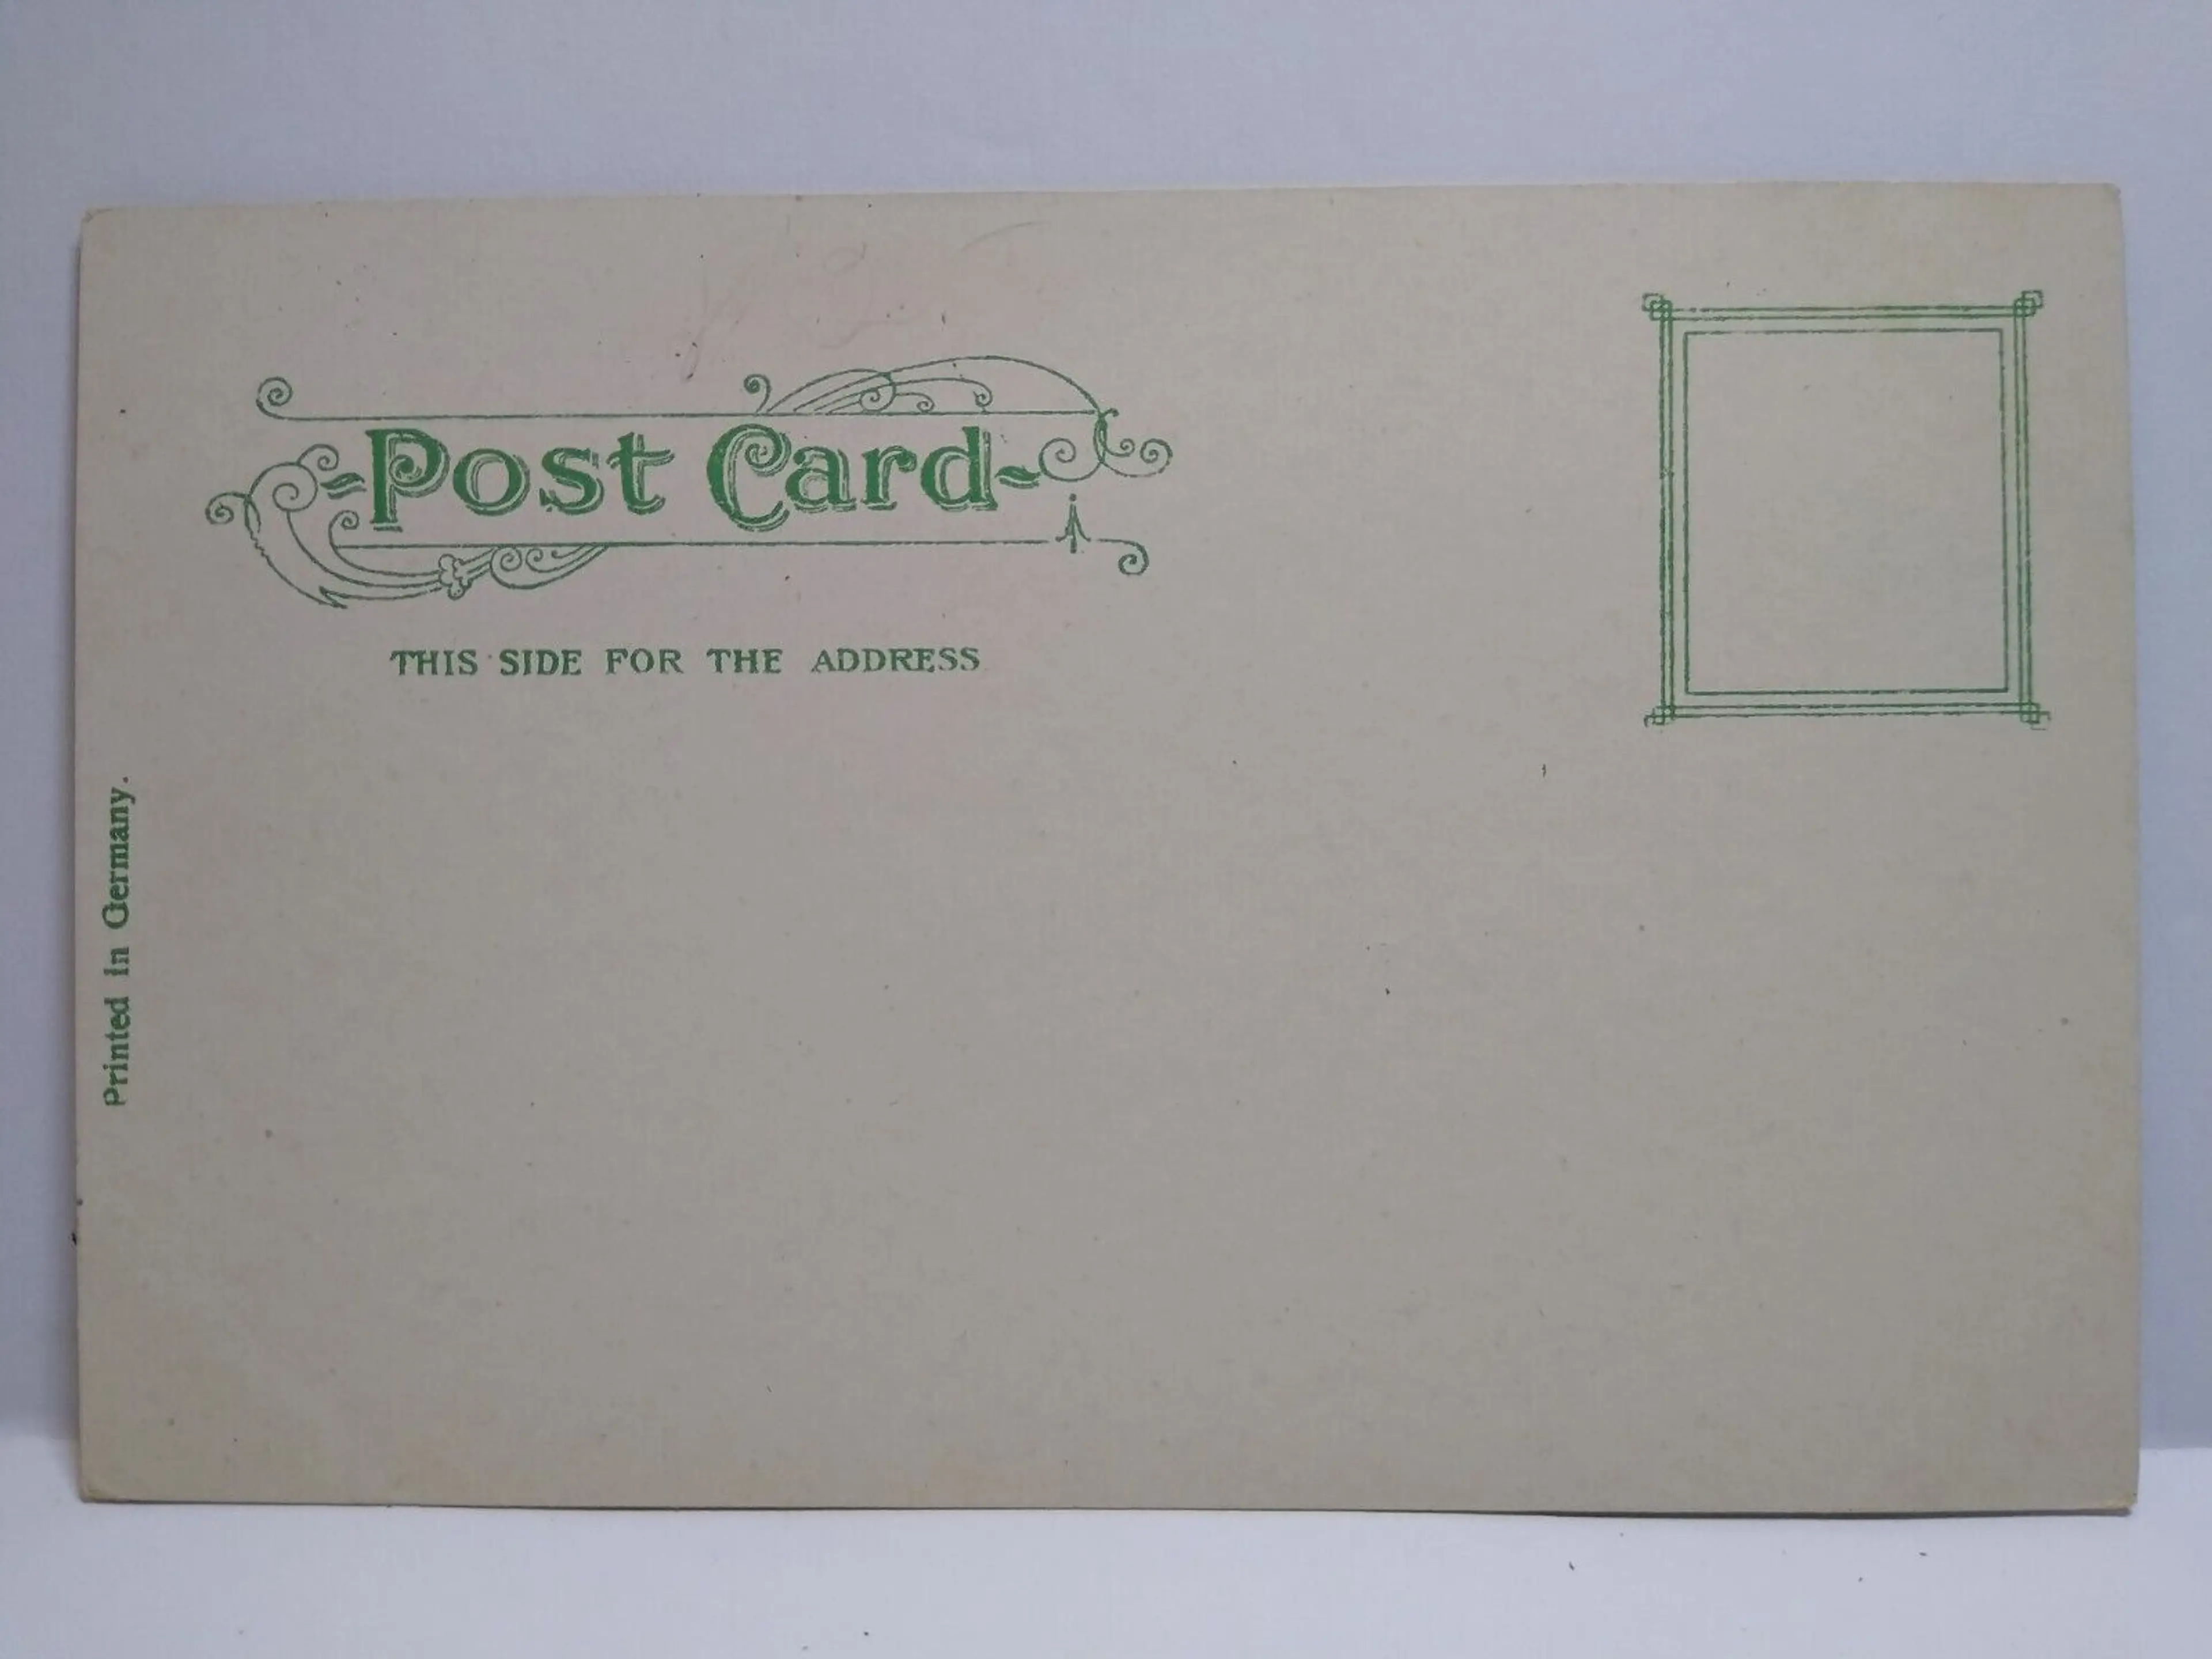 Post Card
THIS SIDE FOR THE ADDRESS
Printed in Germany.